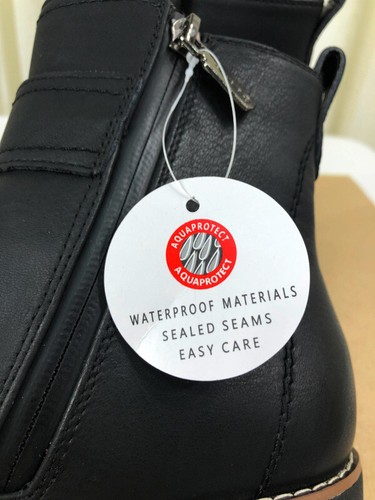 AQUAPROTECT
AQUAPROTECT
WATERPROOF MATERIALS
SEALED SEAMS
EASY CARE